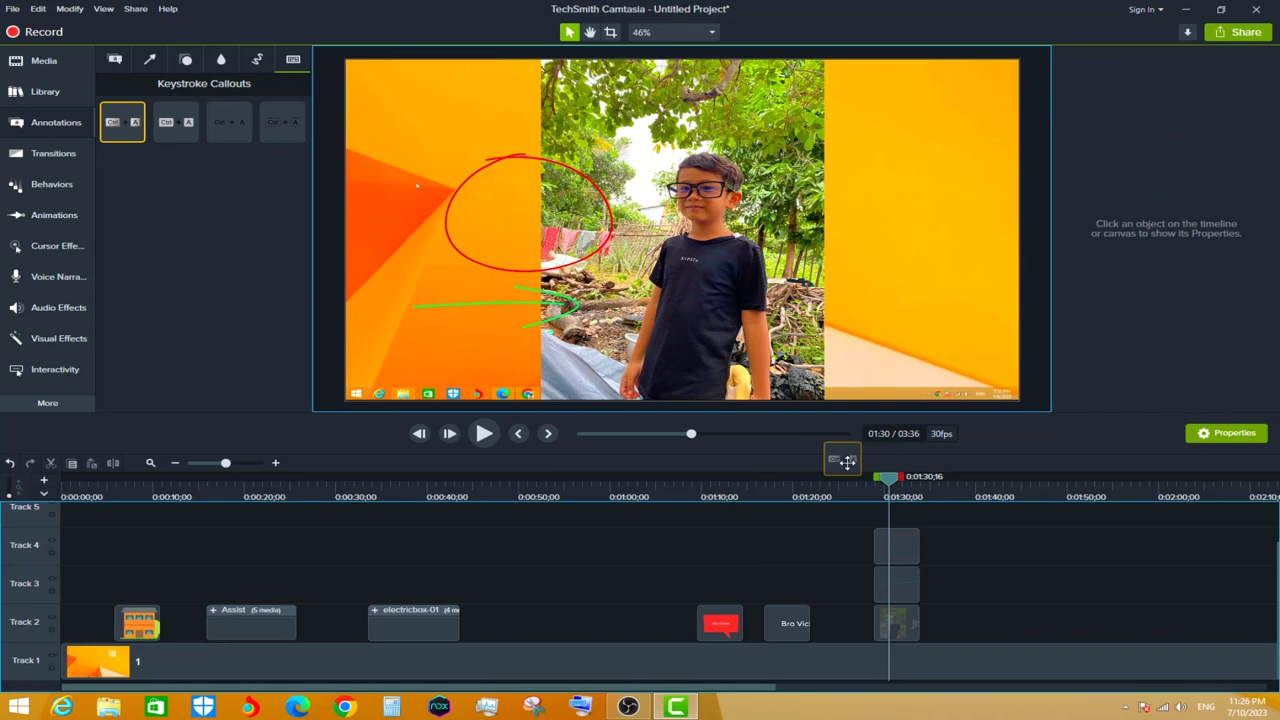 File Edit Modify View Share Help
TechSmith Camtasia - Untitled Project*
Sign In
Record
46%
Share
Media
Library
Annotations
Transitions
Behaviors
Animations
Cursor Effe...
Voice Narra...
Audio Effects
Visual Effects
Interactivity
More
Keystroke Callouts
Ctrl + A
Ctrl + A
Ctrl + A
Ctrl + A
KIPSTA
Click an object on the timeline
or canvas to show its Properties.
01:30 / 03:36 30fps
Properties
0:01:30;16
0:00:00;00 0:00:10;00 0:00:20;00 0:00:30;00 0:00:40;00 0:00:50;00 0:01:00;00 0:01:10;00 0:01:20;00 0:01:30;00 0:01:40;00 0:01:50;00 0:02:00;00 0:02:10;
Track 5
Track 4
Track 3
Track 2
+ Assist (5 media)
+ electricbox-01 (4 m
Bro Vic
Track 1
1
nox
ENG
11:26 PM
7/10/2023